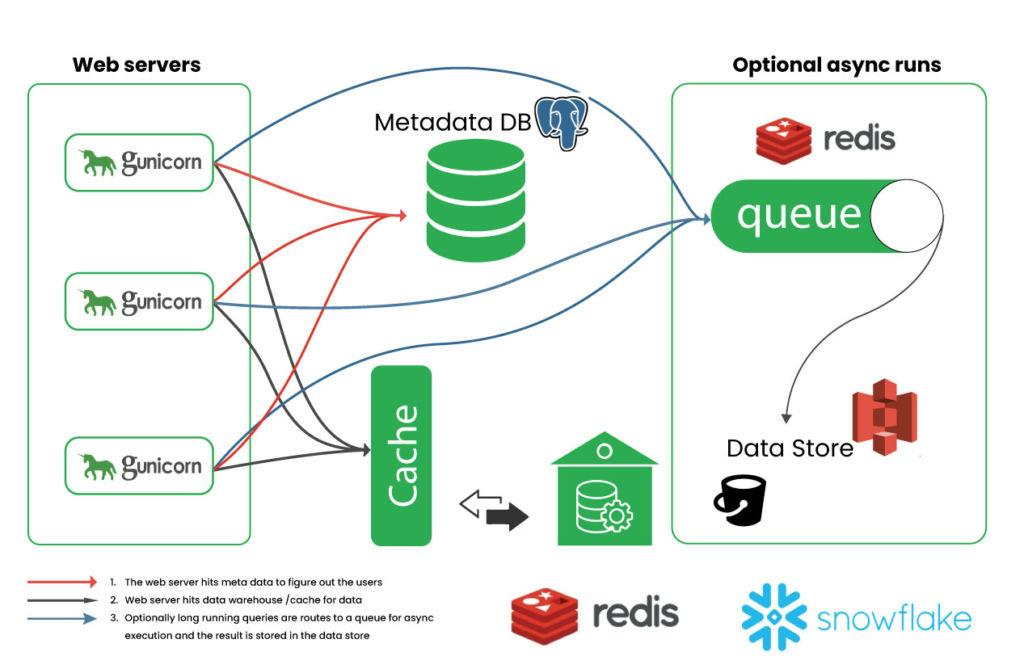 Web servers
Optional async runs
Metadata DB
redis
gunicorn
queue
gunicorn
Cache
gunicorn
Data Store
1. The web server hits meta data to figure out the users
2. Web server hits data warehouse /cache for data
3. Optionally long running queries are routes to a queue for async
execution and the result is stored in the data store
redis
snowflake